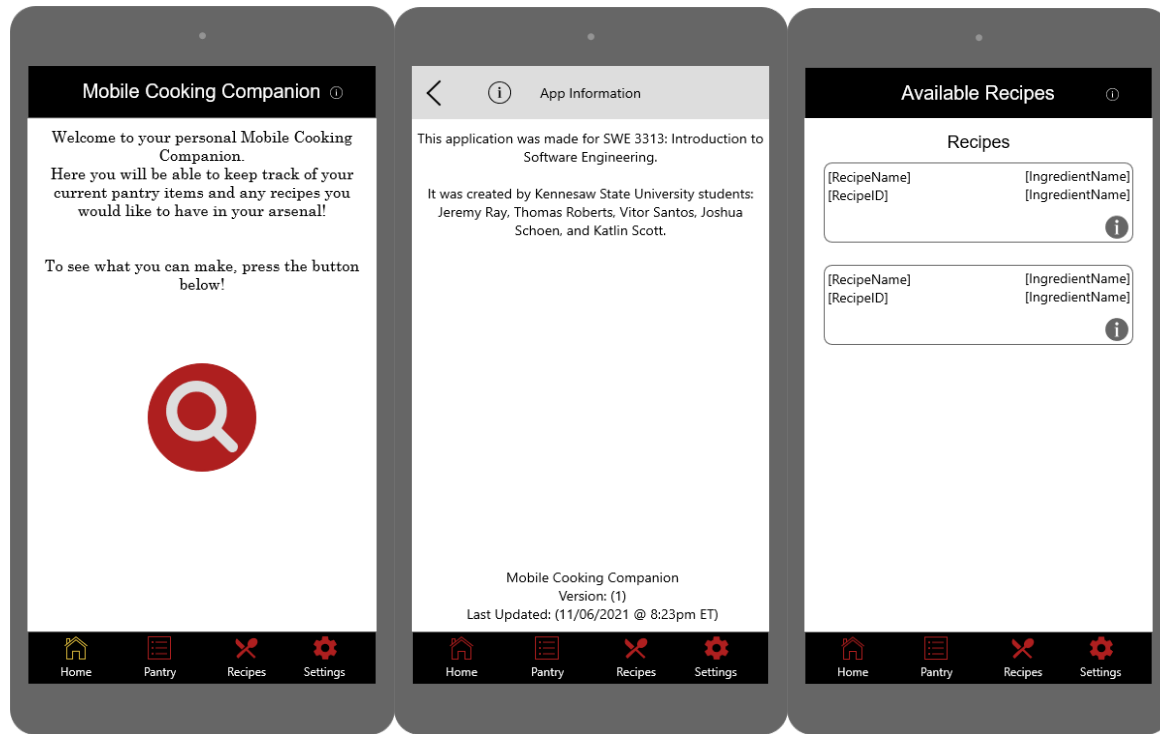 Mobile Cooking Companion
Welcome to your personal Mobile Cooking
Companion.
Here you will be able to keep track of your
current pantry items and any recipes you
would like to have in your arsenal!
To see what you can make, press the button
below!
Home Pantry Recipes Settings
App Information
This application was made for SWE 3313: Introduction to
Software Engineering.
It was created by Kennesaw State University students:
Jeremy Ray, Thomas Roberts, Vitor Santos, Joshua
Schoen, and Katlin Scott.
Mobile Cooking Companion
Version: (1)
Last Updated: (11/06/2021 @ 8:23pm ET)
Home Pantry Recipes Settings
Available Recipes
Recipes
[RecipeName] [IngredientName]
[RecipeID] [IngredientName]
[RecipeName] [IngredientName]
[RecipeID] [IngredientName]
Home Pantry Recipes Settings